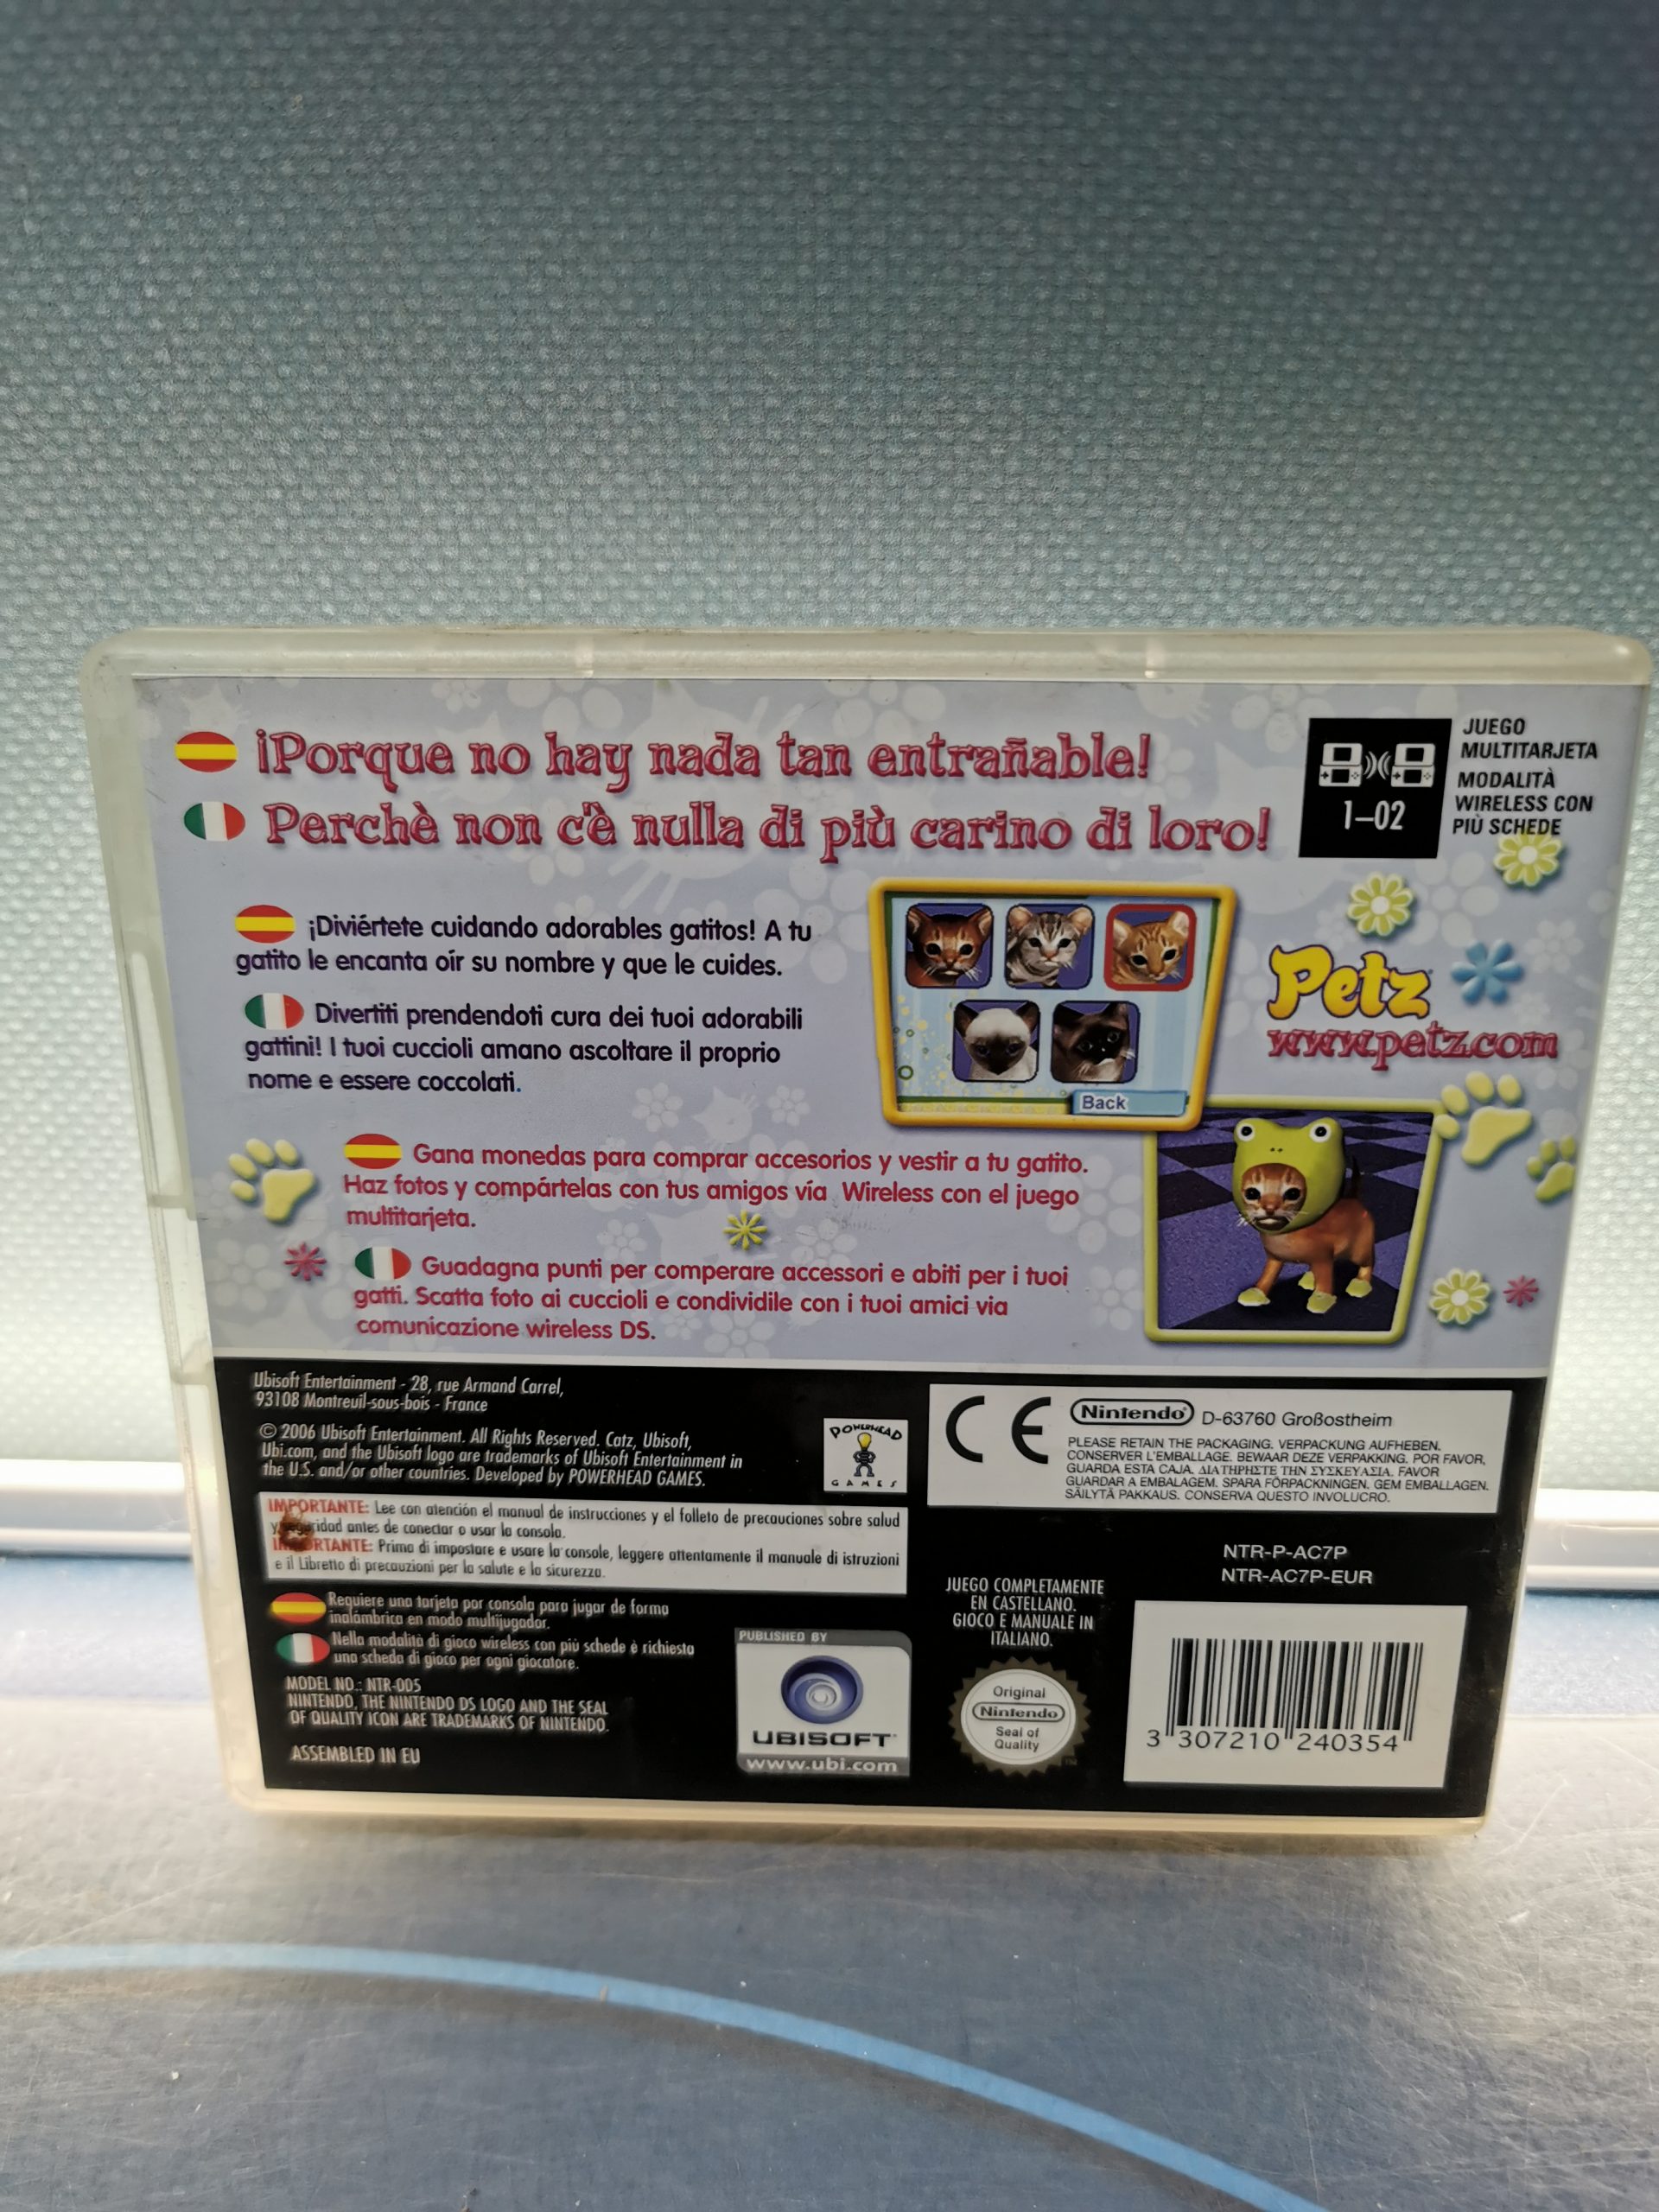 ¡Porque no hay nada tan entrañable!
Perchè non c'è nulla di più carino di loro!
1–02
JUEGO
MULTITARJETA
MODALITÀ
WIRELESS CON
PIÙ SCHEDE
¡Diviértete cuidando adorables gatitos! A tu
gatito le encanta oír su nombre y que le cuides.
Divertiti prendendoti cura dei tuoi adorabili
gattini! I tuoi cuccioli amano ascoltare il proprio
nome e essere coccolati.
Back
Petz
www.petz.com
Gana monedas para comprar accesorios y vestir a tu gatito.
Haz fotos y compártelas con tus amigos vía Wireless con el juego
multitarjeta.
Guadagna punti per comperare accessori e abiti per i tuoi
gatti. Scatta foto ai cuccioli e condividile con i tuoi amici via
comunicazione wireless DS.
Ubisoft Entertainment - 28, rue Armand Carrel,
93108 Montreuil-sous-bois - France
© 2006 Ubisoft Entertainment. All Rights Reserved. Catz, Ubisoft,
Ubi.com, and the Ubisoft logo are trademarks of Ubisoft Entertainment in
the U.S. and/or other countries. Developed by POWERHEAD GAMES.
POWERHEAD
GAMES
CE
Nintendo D-63760 Großostheim
PLEASE RETAIN THE PACKAGING. VERPACKUNG AUFHEBEN.
CONSERVER L'EMBALLAGE. BEWAAR DEZE VERPAKKING. POR FAVOR,
GUARDA ESTA CAJA. ΔΙΑΤΗΡΗΣΤΕ ΤΗΝ ΣΥΣΚΕΥΑΣΙΑ. FAVOR
GUARDAR A EMBALAGEM. SPARA FÖRPACKNINGEN. GEM EMBALLAGEN.
SÄILYTÄ PAKKAUS. CONSERVA QUESTO INVOLUCRO.
IMPORTANTE: Lee con atención el manual de instrucciones y el folleto de precauciones sobre salud
y seguridad antes de conectar o usar la consola.
IMPORTANTE: Prima di impostare e usare la console, leggere attentamente il manuale di istruzioni
e il Libretto di precauzioni per la salute e la sicurezza.
Requiere una tarjeta por consola para jugar de forma
inalámbrica en modo multijugador.
Nella modalità di gioco wireless con più schede è richiesta
una scheda di gioco per ogni giocatore.
MODEL NO.: NTR-005
NINTENDO, THE NINTENDO DS LOGO AND THE SEAL
OF QUALITY ICON ARE TRADEMARKS OF NINTENDO.
ASSEMBLED IN EU
PUBLISHED BY
UBISOFT
www.ubi.com
JUEGO COMPLETAMENTE
EN CASTELLANO.
GIOCO E MANUALE IN
ITALIANO.
Original
Nintendo
Seal of
Quality
TM
NTR-P-AC7P
NTR-AC7P-EUR
3 307210 240354